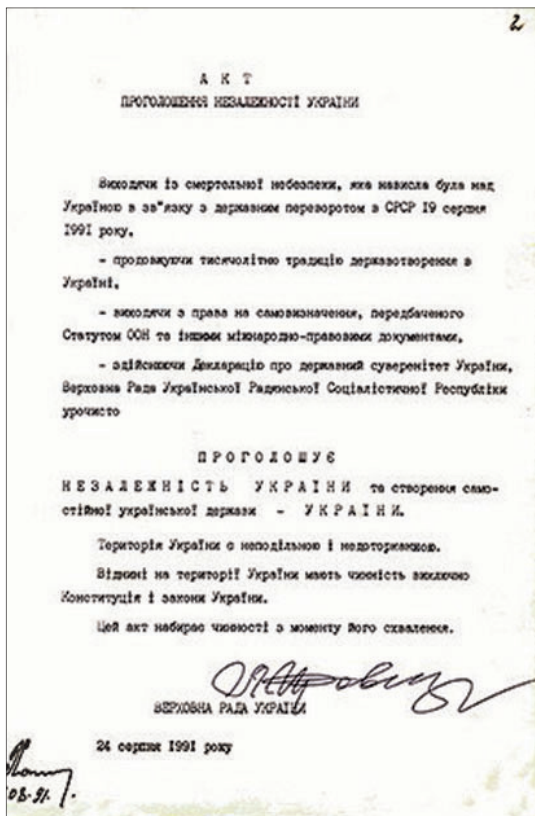 2
А К Т
ПРОГОЛОШЕННЯ НЕЗАЛЕЖНОСТІ УКРАЇНИ
Виходячи із смертельної небезпеки, яка нависла була над
Україною в зв"язку з державним переворотом в СРСР 19 серпня
1991 року,
- продовжуючи тисячолітню традицію державотворення в
Україні,
- виходячи з права на самовизначення, передбаченого
Статутом ООН та іншими міжнародно-правовими документами,
- здійснюючи Декларацію про державний суверенітет України,
Верховна Рада Української Радянської Соціалістичної Республіки
урочисто
П Р О Г О Л О Ш У Є
Н Е З А Л Е Ж Н І С Т Ь У К Р А Ї Н И та створення само-
стійної української держави - У К Р А Ї Н И.
Територія України є неподільною і недоторканною.
Віднині на території України мають чинність виключно
Конституція і закони України.
Цей акт набирає чинності з моменту його схвалення.
ВЕРХОВНА РАДА УКРАЇНИ
24 серпня 1991 року
08.91.